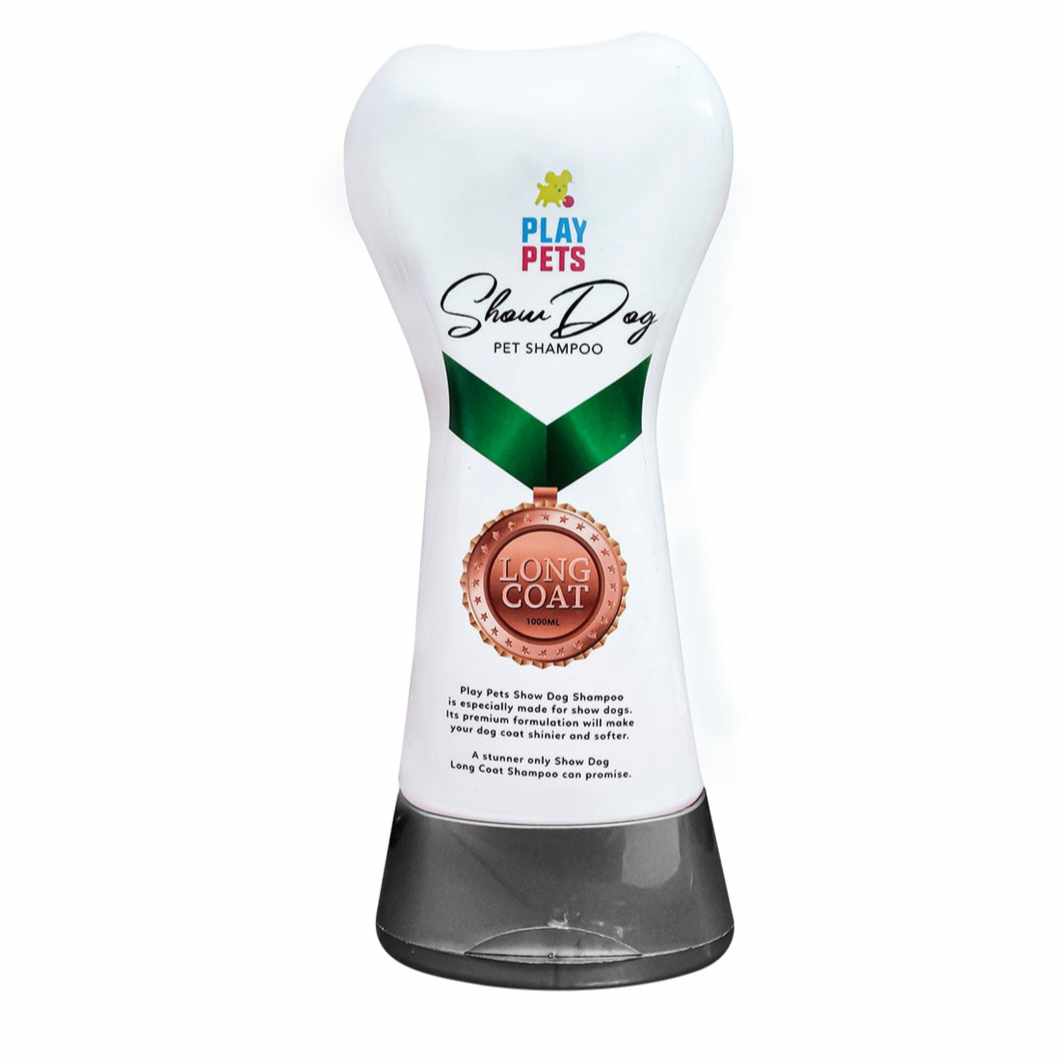 PLAY
PETS
Show Dog
PET SHAMPOO
LONG
COAT
1000ML
Play Pets Show Dog Shampoo
is especially made for show dogs.
Its premium formulation will make
your dog coat shinier and softer.
A stunner only Show Dog
Long Coat Shampoo can promise.